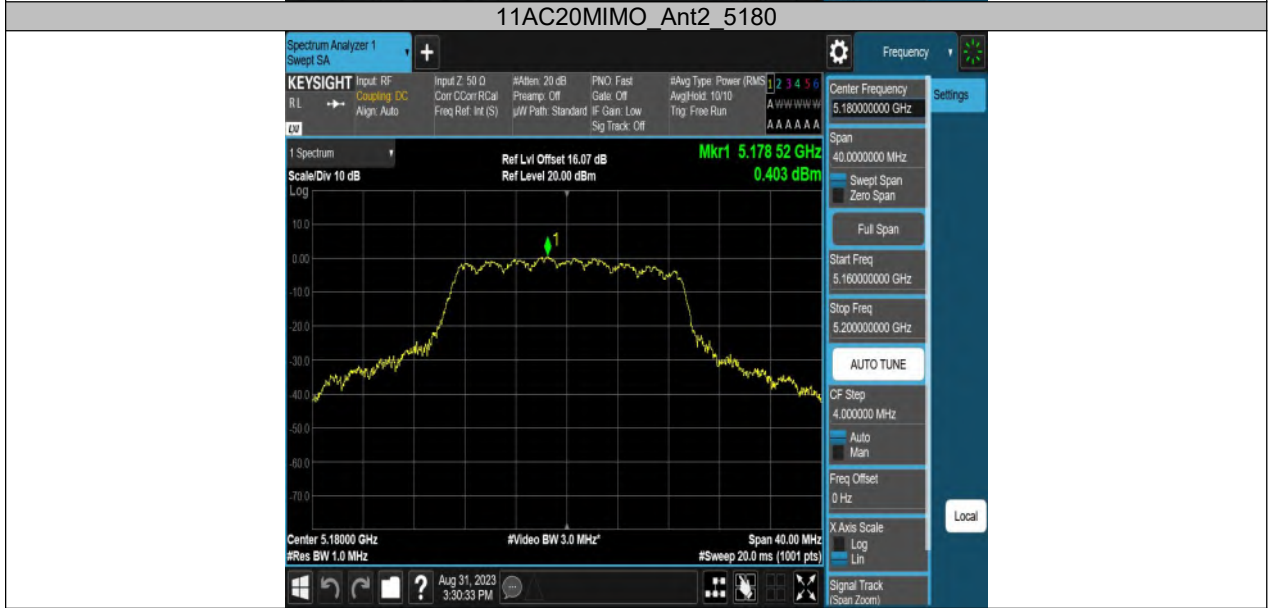 11AC20MIMO_Ant2_5180
Spectrum Analyzer 1
Swept SA
+
Frequency
KEYSIGHT
RL
LXI
Input: RF
Coupling: DC
Align: Auto
Input Z: 50 Ω
Corr CCorr RCal
Freq Ref: Int (S)
#Atten: 20 dB
Preamp: Off
µW Path: Standard
PNO: Fast
Gate: Off
IF Gain: Low
Sig Track: Off
#Avg Type: Power (RMS
Avg|Hold: 10/10
Trig: Free Run
1 2 3 4 5 6
A W W W W W
A A A A A A
1 Spectrum
Scale/Div 10 dB
Ref Lvl Offset 16.07 dB
Ref Level 20.00 dBm
Mkr1 5.178 52 GHz
0.403 dBm
Log
10.0
0.00
-10.0
-20.0
-30.0
-40.0
-50.0
-60.0
-70.0
1
Center 5.18000 GHz
#Res BW 1.0 MHz
#Video BW 3.0 MHz*
Span 40.00 MHz
#Sweep 20.0 ms (1001 pts)
Center Frequency
5.180000000 GHz
Settings
Span
40.0000000 MHz
Swept Span
Zero Span
Full Span
Start Freq
5.160000000 GHz
Stop Freq
5.200000000 GHz
AUTO TUNE
CF Step
4.000000 MHz
Auto
Man
Freq Offset
0 Hz
X Axis Scale
Log
Lin
Local
Signal Track
(Span Zoom)
?
Aug 31, 2023
3:30:33 PM